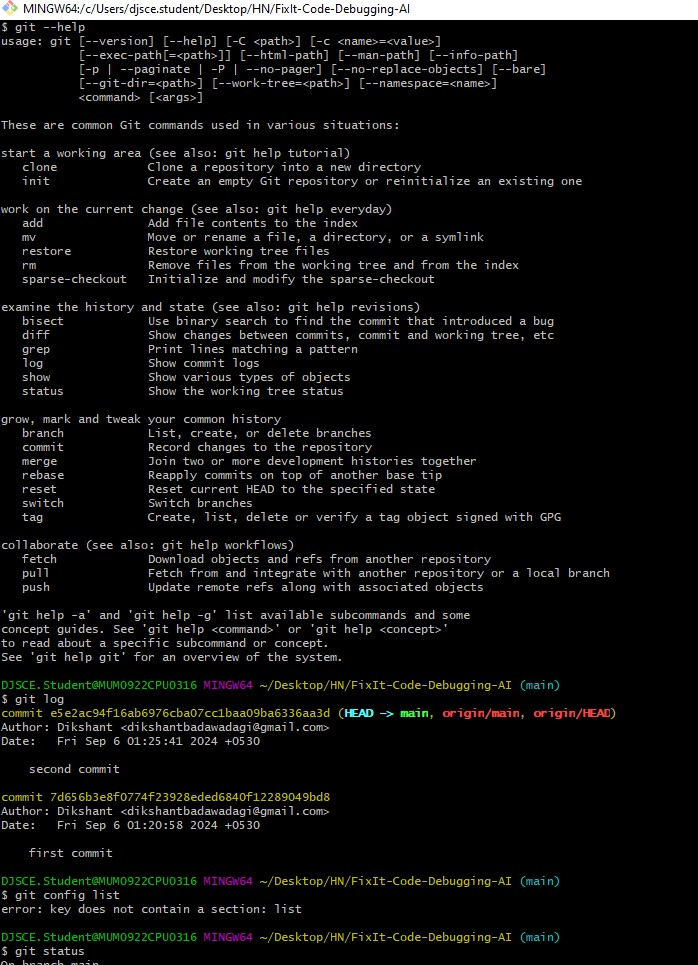 MINGW64:/c/Users/djsce.student/Desktop/HN/FixIt-Code-Debugging-AI
$ git --help
usage: git [--version] [--help] [-C <path>] [-c <name>=<value>]
           [--exec-path[=<path>]] [--html-path] [--man-path] [--info-path]
           [-p | --paginate | -P | --no-pager] [--no-replace-objects] [--bare]
           [--git-dir=<path>] [--work-tree=<path>] [--namespace=<name>]
           <command> [<args>]

These are common Git commands used in various situations:

start a working area (see also: git help tutorial)
   clone             Clone a repository into a new directory
   init              Create an empty Git repository or reinitialize an existing one

work on the current change (see also: git help everyday)
   add               Add file contents to the index
   mv                Move or rename a file, a directory, or a symlink
   restore           Restore working tree files
   rm                Remove files from the working tree and from the index
   sparse-checkout   Initialize and modify the sparse-checkout

examine the history and state (see also: git help revisions)
   bisect            Use binary search to find the commit that introduced a bug
   diff              Show changes between commits, commit and working tree, etc
   grep              Print lines matching a pattern
   log               Show commit logs
   show              Show various types of objects
   status            Show the working tree status

grow, mark and tweak your common history
   branch            List, create, or delete branches
   commit            Record changes to the repository
   merge             Join two or more development histories together
   rebase            Reapply commits on top of another base tip
   reset             Reset current HEAD to the specified state
   switch            Switch branches
   tag               Create, list, delete or verify a tag object signed with GPG

collaborate (see also: git help workflows)
   fetch             Download objects and refs from another repository
   pull              Fetch from and integrate with another repository or a local branch
   push              Update remote refs along with associated objects

'git help -a' and 'git help -g' list available subcommands and some
concept guides. See 'git help <command>' or 'git help <concept>'
to read about a specific subcommand or concept.
See 'git help git' for an overview of the system.

DJSCE.Student@MUM0922CPU0316 MINGW64 ~/Desktop/HN/FixIt-Code-Debugging-AI (main)
$ git log
commit e5e2ac94f16ab6976cba07cc1baa09ba6336aa3d (HEAD -> main, origin/main, origin/HEAD)
Author: Dikshant <dikshantbadawadagi@gmail.com>
Date:   Fri Sep 6 01:25:41 2024 +0530

    second commit

commit 7d656b3e8f0774f23928eded6840f12289049bd8
Author: Dikshant <dikshantbadawadagi@gmail.com>
Date:   Fri Sep 6 01:20:58 2024 +0530

    first commit

DJSCE.Student@MUM0922CPU0316 MINGW64 ~/Desktop/HN/FixIt-Code-Debugging-AI (main)
$ git config list
error: key does not contain a section: list

DJSCE.Student@MUM0922CPU0316 MINGW64 ~/Desktop/HN/FixIt-Code-Debugging-AI (main)
$ git status
On branch main